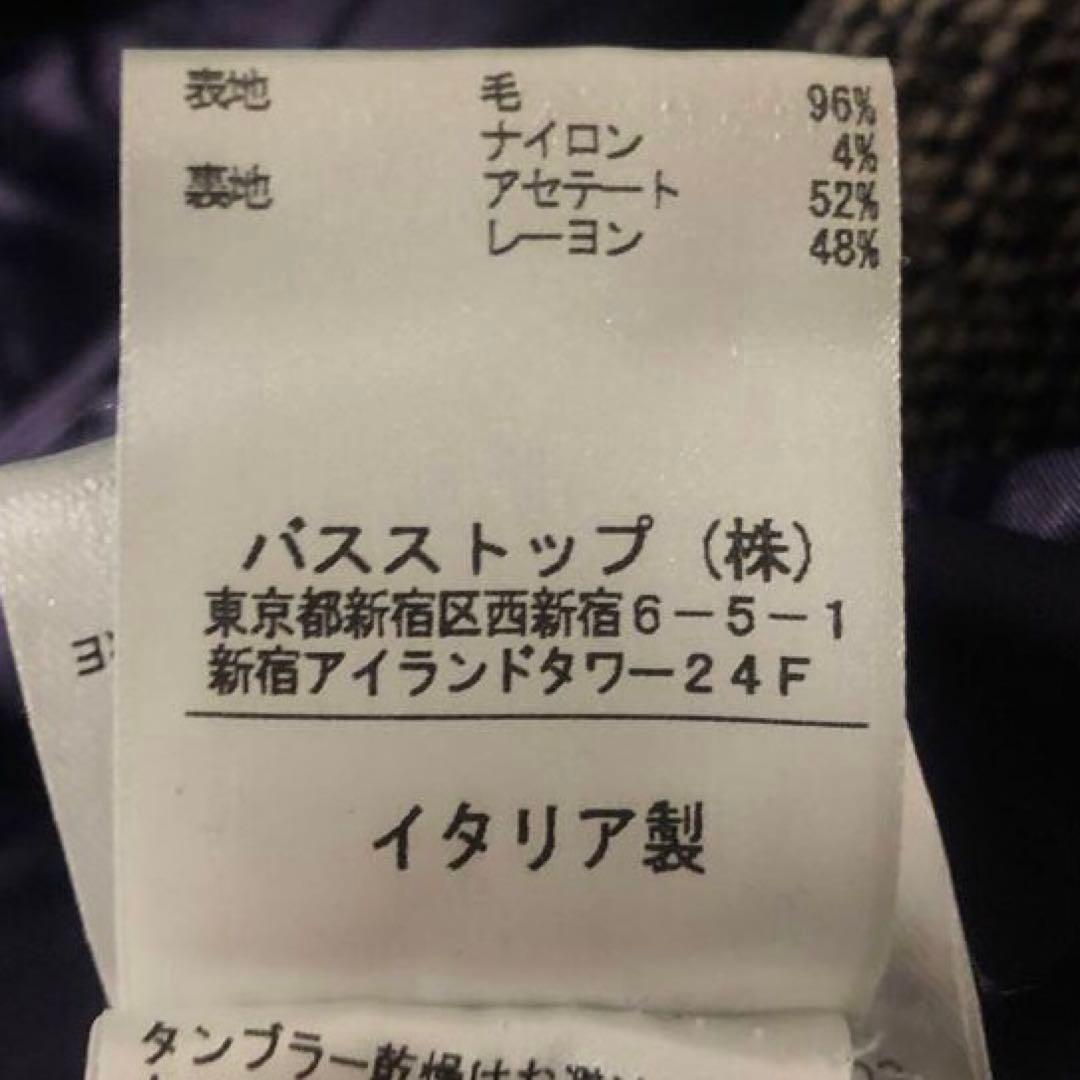 表地 毛 96%
ナイロン 4%
裏地 アセテート 52%
レーヨン 48%
バスストップ (株)
東京都新宿区西新宿6-5-1
新宿アイランドタワー24F
イタリア製
タンブラー乾燥はお避け